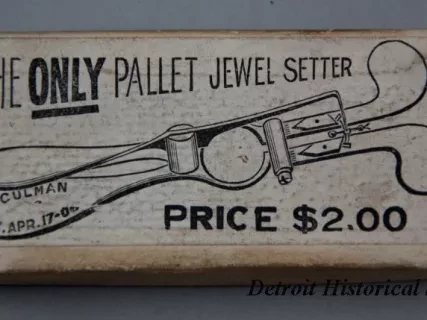 HE ONLY PALLET JEWEL SETTER
CULMAN
T.APR.17-0
PRICE $2.00
Detroit Historical